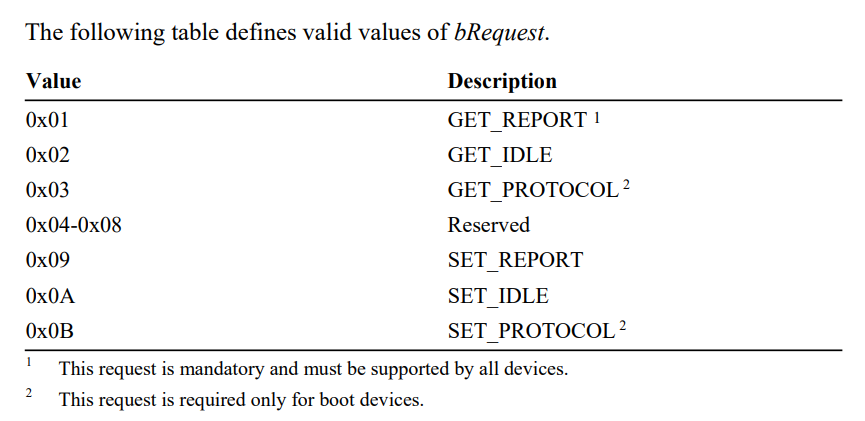 The following table defines valid values of bRequest.
Value Description
0x01 GET_REPORT 1
0x02 GET_IDLE
0x03 GET_PROTOCOL 2
0x04-0x08 Reserved
0x09 SET_REPORT
0x0A SET_IDLE
0x0B SET_PROTOCOL 2
1 This request is mandatory and must be supported by all devices.
2 This request is required only for boot devices.